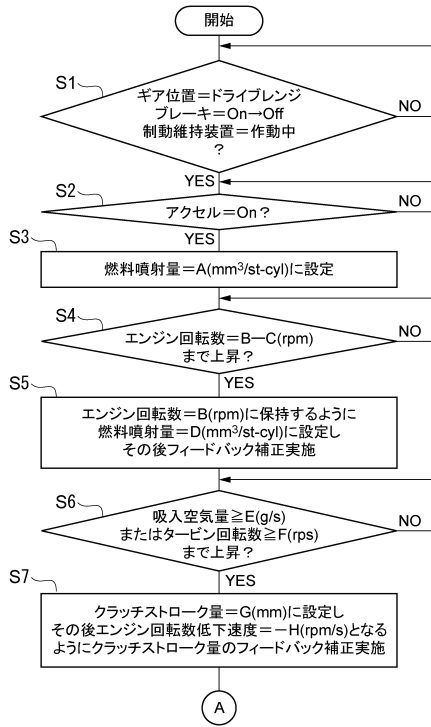 開始
S1
ギア位置＝ドライブレンジ
ブレーキ＝On→Off
制動維持装置＝作動中
？
NO
YES
S2
アクセル＝On？
NO
YES
S3
燃料噴射量＝A(mm³/st-cyl)に設定
S4
エンジン回転数＝B－C(rpm)
まで上昇？
NO
YES
S5
エンジン回転数＝B(rpm)に保持するように
燃料噴射量＝D(mm³/st-cyl)に設定し
その後フィードバック補正実施
S6
吸入空気量≧E(g/s)
またはタービン回転数≧F(rps)
まで上昇？
NO
YES
S7
クラッチストローク量＝G(mm)に設定し
その後エンジン回転数低下速度＝－H(rpm/s)となる
ようにクラッチストローク量のフィードバック補正実施
A